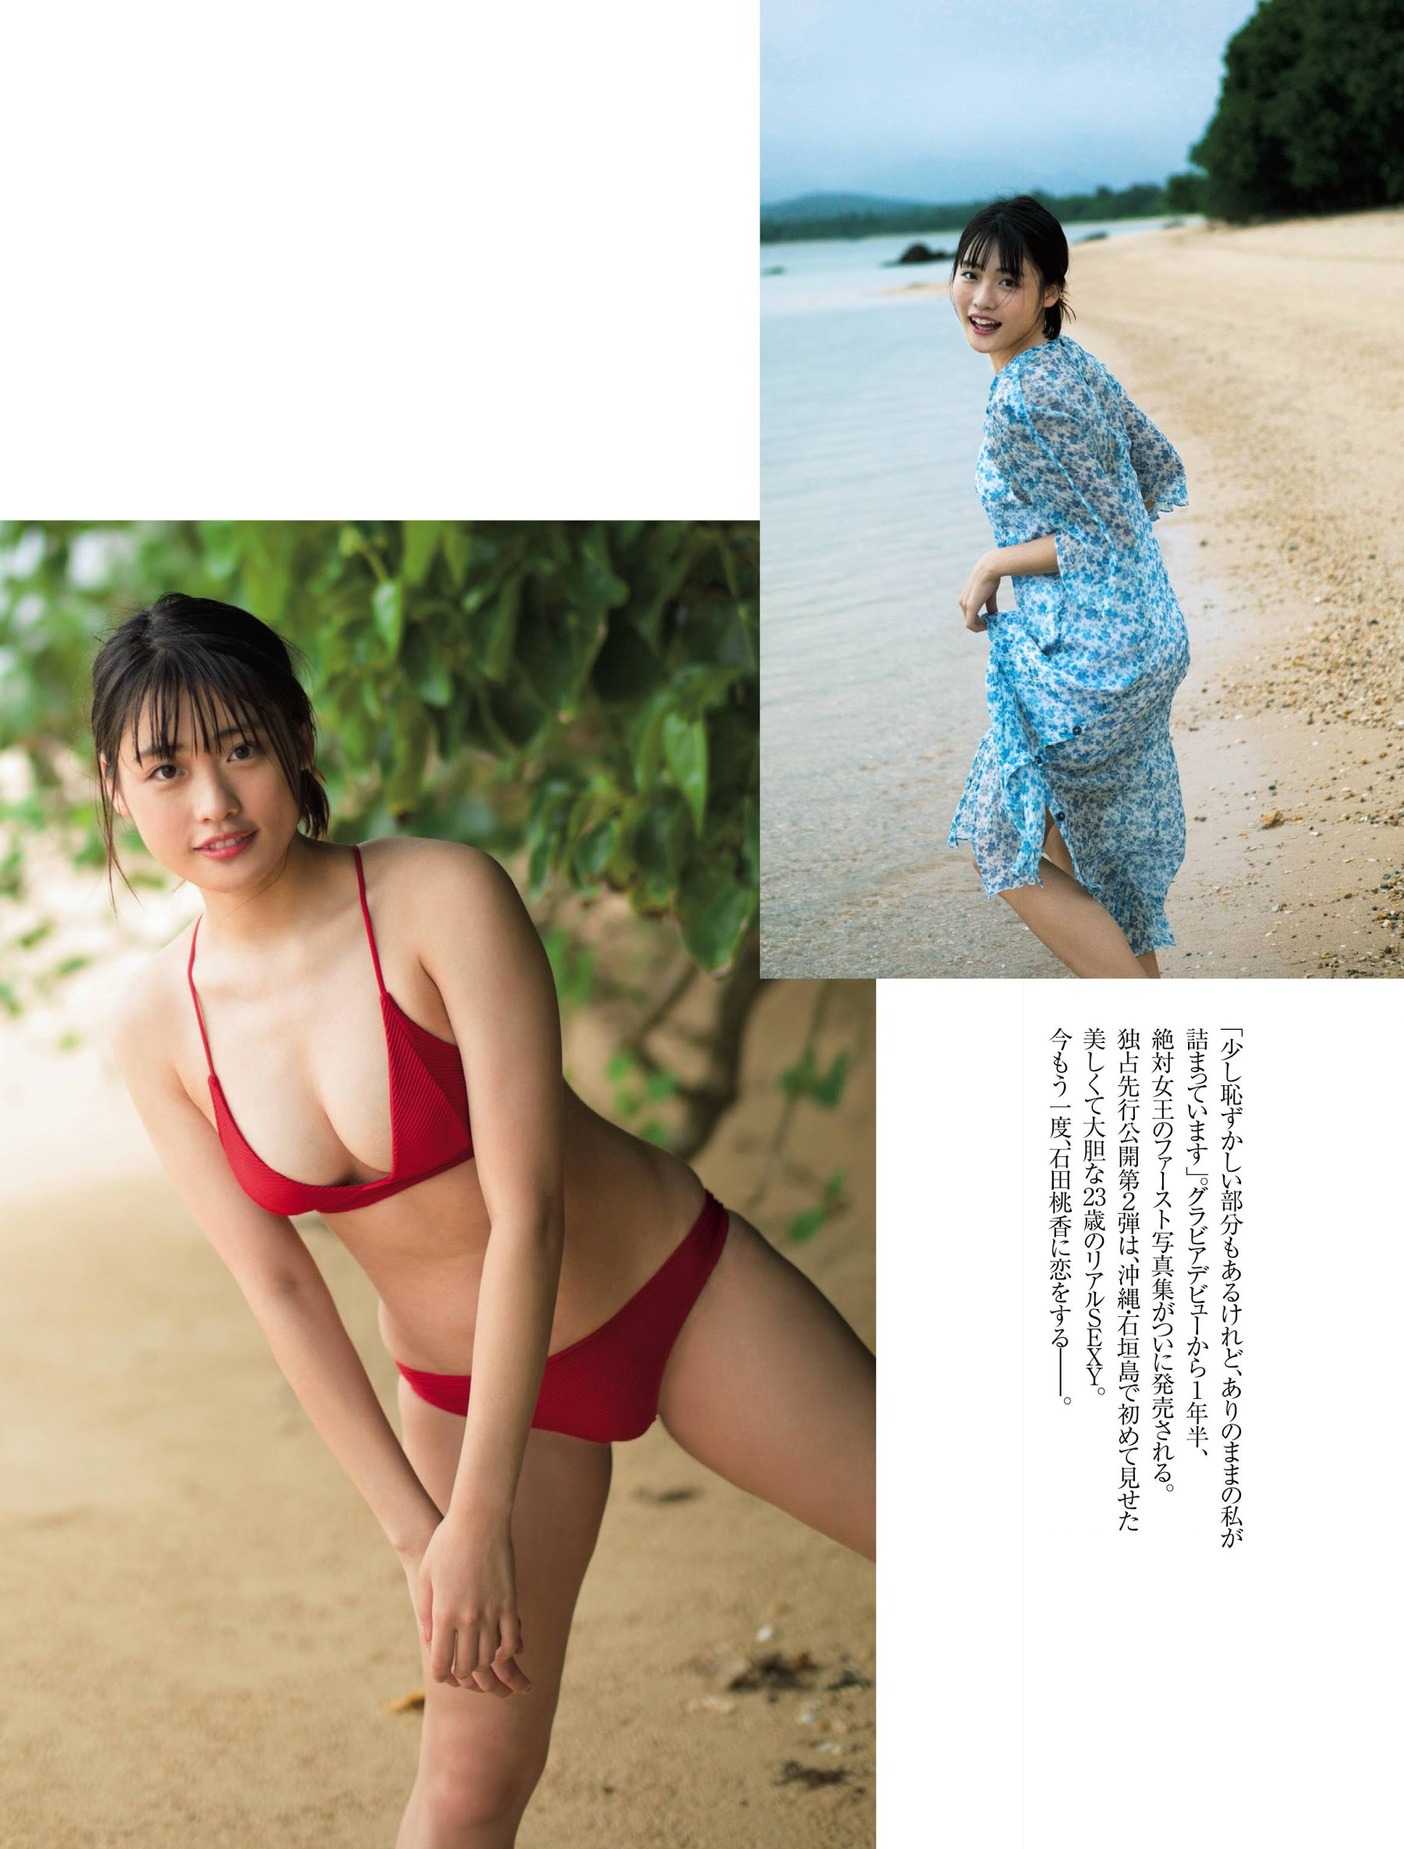 「少し恥ずかしい部分もあるけれど、ありのままの私が
詰まっています」。グラビアデビューから1年半、
絶対女王のファースト写真集がついに発売される。
独占先行公開第2弾は、沖縄・石垣島で初めて見せた
美しくて大胆な23歳のリアルSEXY。
今もう一度、石田桃香に恋をする――。